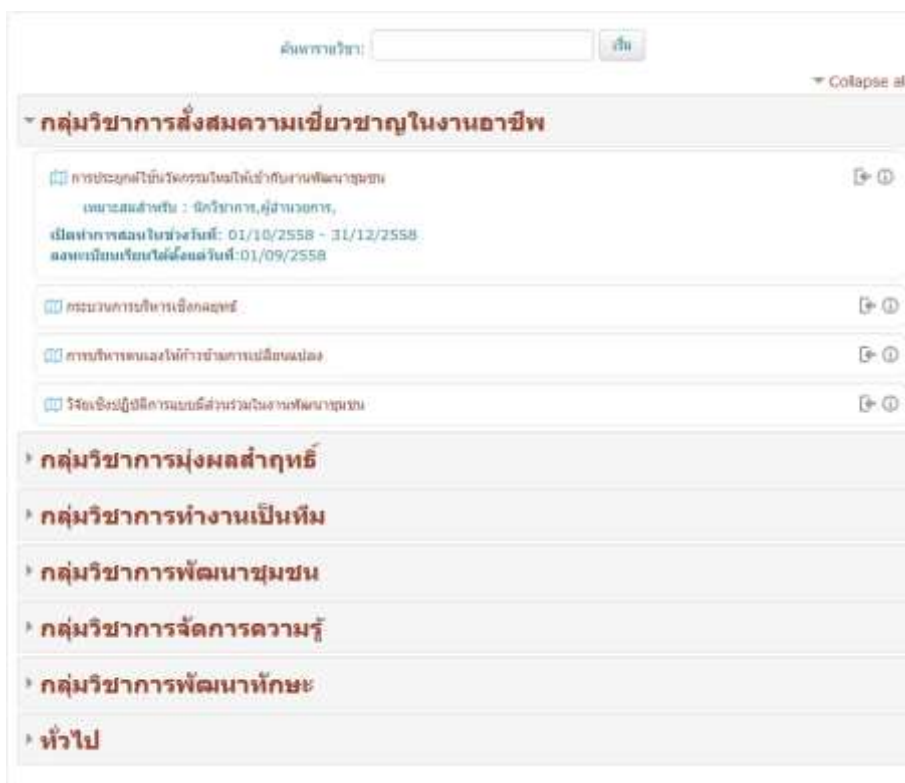 ค้นหารายวิชา:
เริ่ม
Collapse al
กลุ่มวิชาการสั่งสมความเชี่ยวชาญในงานอาชีพ
การประยุกต์ใช้นวัตกรรมใหม่ให้เข้ากับงานพัฒนาชุมชน
เหมาะสมสำหรับ : นักวิชาการ,ผู้อำนวยการ,
เปิดทำการสอนในช่วงวันที่: 01/10/2558 - 31/12/2558
ลงทะเบียนเรียนได้ตั้งแต่วันที่:01/09/2558
กระบวนการบริหารเชิงกลยุทธ์
การบริหารตนเองให้ก้าวข้ามการเปลี่ยนแปลง
วิจัยเชิงปฏิบัติการแบบมีส่วนร่วมในงานพัฒนาชุมชน
กลุ่มวิชาการมุ่งผลสำฤทธิ์
กลุ่มวิชาการทำงานเป็นทีม
กลุ่มวิชาการพัฒนาชุมชน
กลุ่มวิชาการจัดการความรู้
กลุ่มวิชาการพัฒนาทักษะ
ทั่วไป